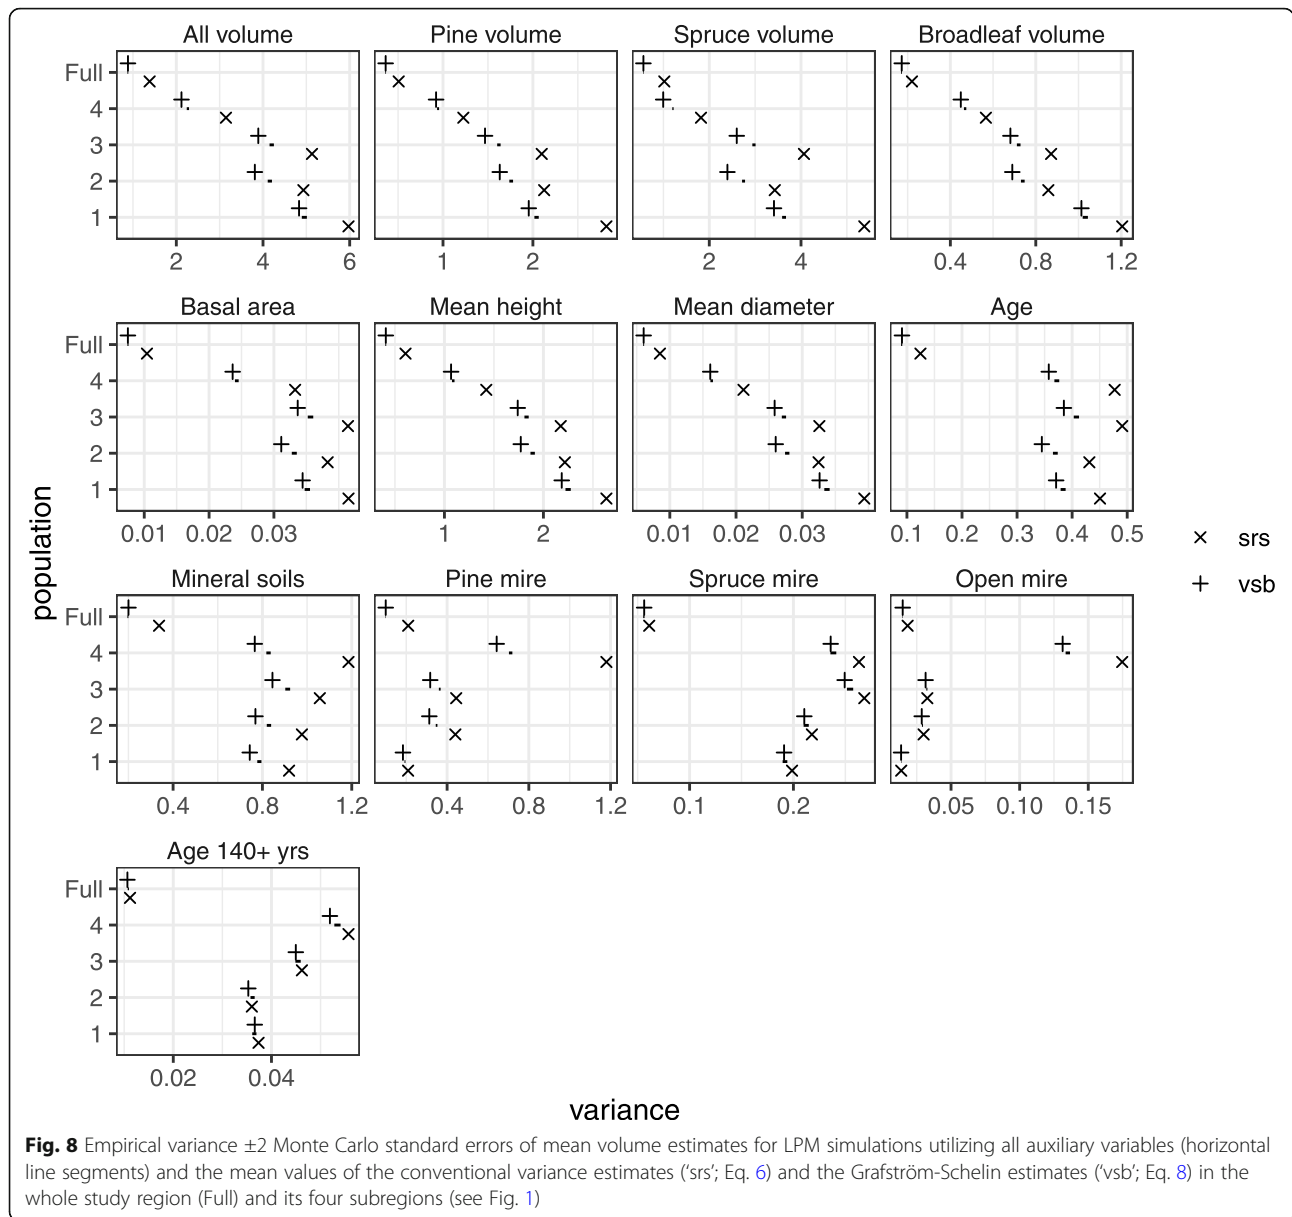 All volume
Pine volume
Spruce volume
Broadleaf volume
Full
4
3
2
1
2 4 6
1 2
2 4
0.4 0.8 1.2
Basal area
Mean height
Mean diameter
Age
Full
4
3
2
1
0.01 0.02 0.03
1 2
0.01 0.02 0.03
0.1 0.2 0.3 0.4 0.5
population
srs
vsb
Mineral soils
Pine mire
Spruce mire
Open mire
Full
4
3
2
1
0.4 0.8 1.2
0.4 0.8 1.2
0.1 0.2
0.05 0.10 0.15
Age 140+ yrs
Full
4
3
2
1
0.02 0.04
variance
Fig. 8 Empirical variance ±2 Monte Carlo standard errors of mean volume estimates for LPM simulations utilizing all auxiliary variables (horizontal
line segments) and the mean values of the conventional variance estimates ('srs'; Eq. 6) and the Grafström-Schelin estimates ('vsb'; Eq. 8) in the
whole study region (Full) and its four subregions (see Fig. 1)